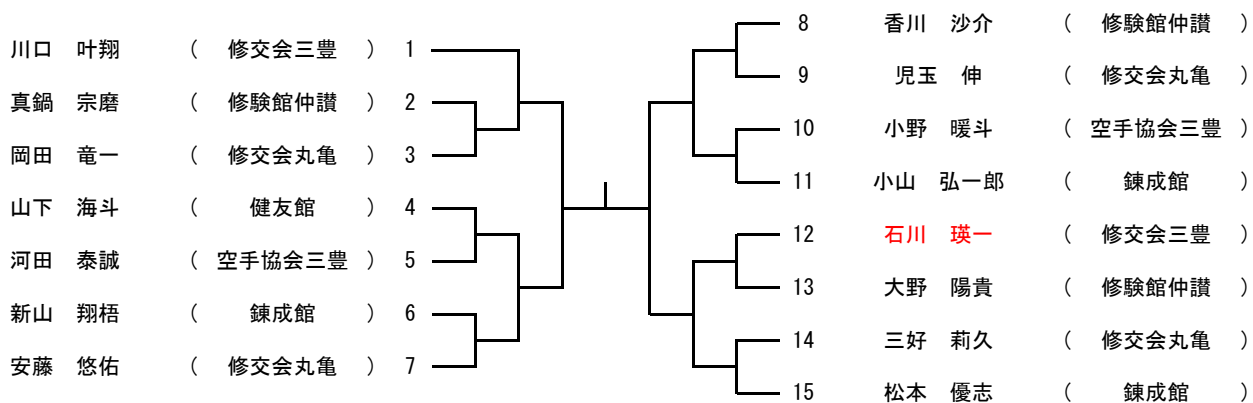 川口 叶翔 ( 修交会三豊 ) 1
真鍋 宗磨 ( 修験館仲讃 ) 2
岡田 竜一 ( 修交会丸亀 ) 3
山下 海斗 ( 健友館 ) 4
河田 泰誠 ( 空手協会三豊 ) 5
新山 翔梧 ( 錬成館 ) 6
安藤 悠佑 ( 修交会丸亀 ) 7
8 香川 沙介 ( 修験館仲讃 )
9 児玉 伸 ( 修交会丸亀 )
10 小野 暖斗 ( 空手協会三豊 )
11 小山 弘一郎 ( 錬成館 )
12 石川 瑛一 ( 修交会三豊 )
13 大野 陽貴 ( 修験館仲讃 )
14 三好 莉久 ( 修交会丸亀 )
15 松本 優志 ( 錬成館 )